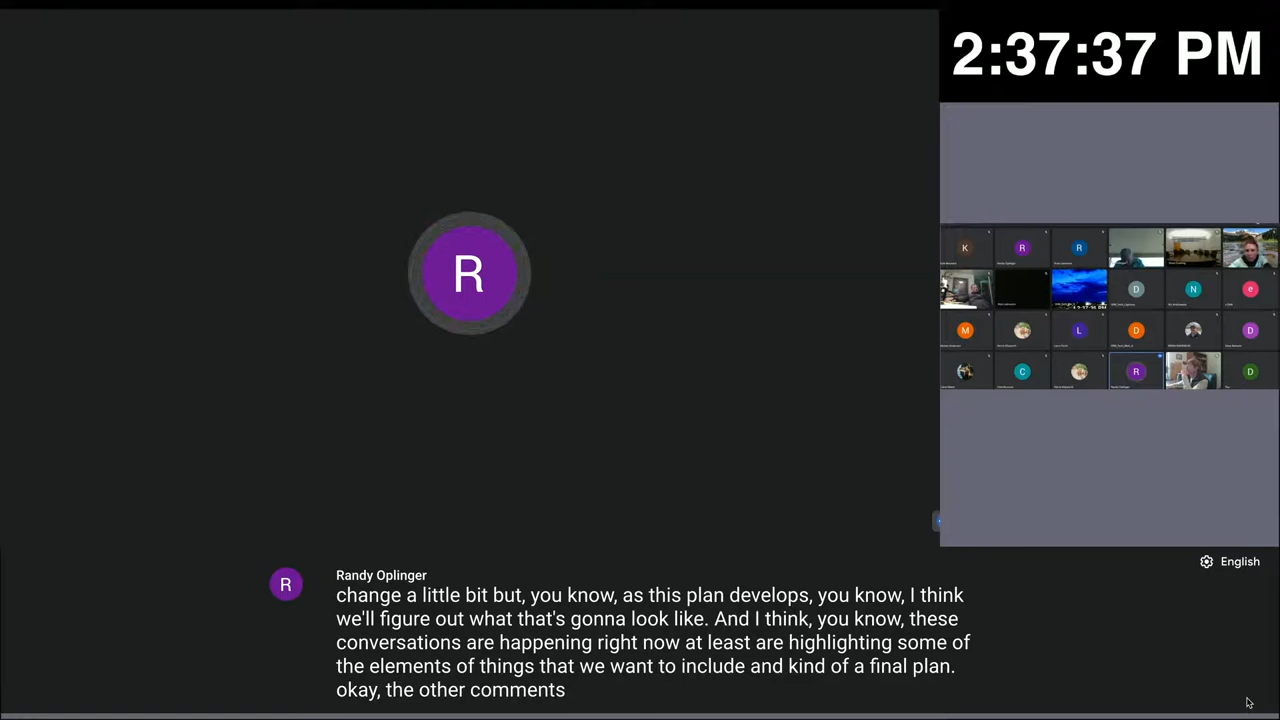 2:37:37 PM
R
K
R
R
D
N
e
M
L
D
D
C
R
D
English
R
Randy Oplinger
change a little bit but, you know, as this plan develops, you know, I think
we'll figure out what that's gonna look like. And I think, you know, these
conversations are happening right now at least are highlighting some of
the elements of things that we want to include and kind of a final plan.
okay, the other comments